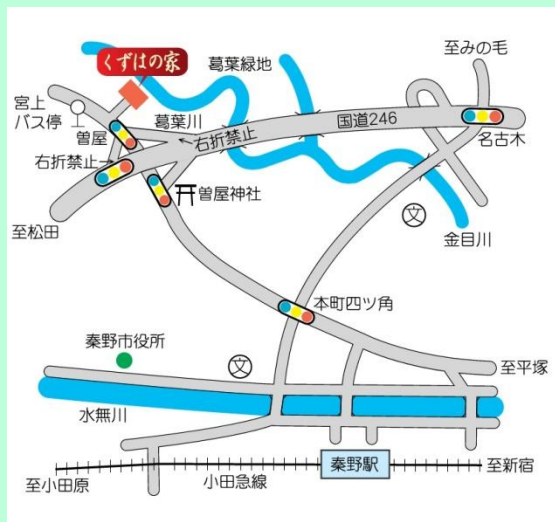 至みの毛
くずはの家
葛葉緑地
宮上
バス停
葛葉川
国道246
曽屋
←右折禁止
名古木
右折禁止→
曽屋神社
文
至松田
金目川
本町四ツ角
秦野市役所
文
至平塚
水無川
秦野駅
至新宿
至小田原
小田急線